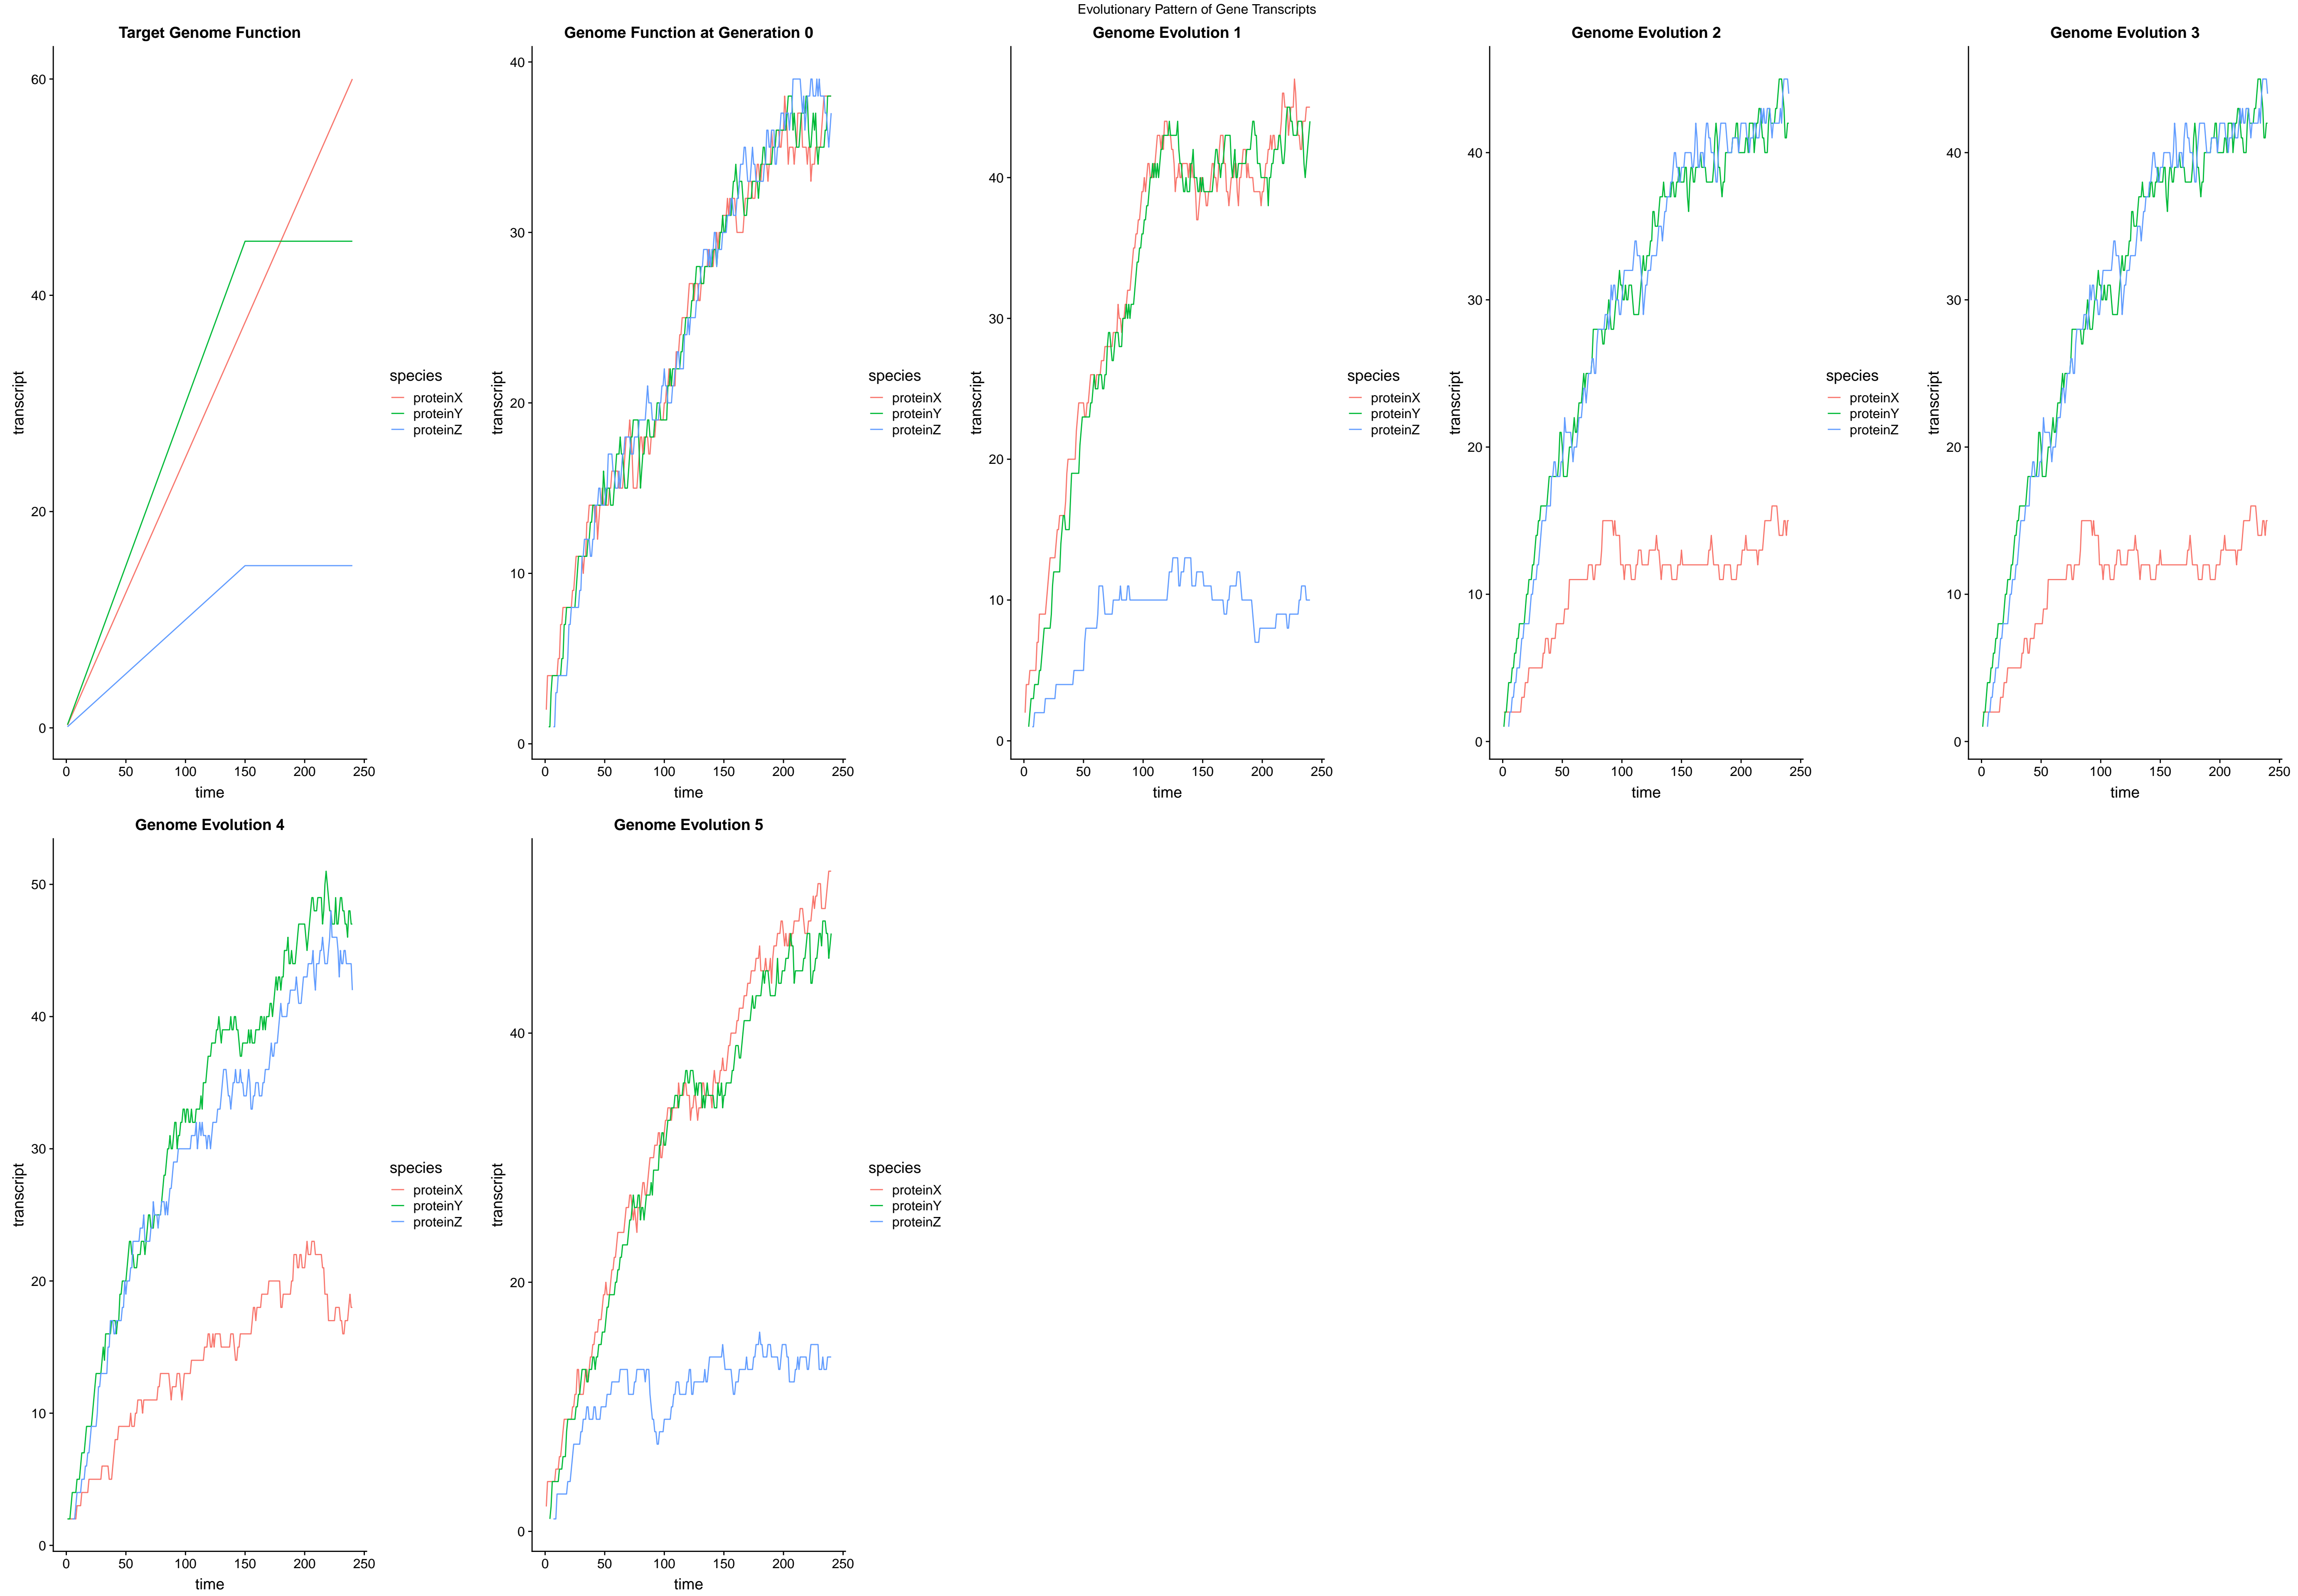 Evolutionary Pattern of Gene Transcripts
Target Genome Function
60
40
20
0
transcript
0 50 100 150 200 250
time
species
proteinX
proteinY
proteinZ
Genome Function at Generation 0
40
30
20
10
0
transcript
0 50 100 150 200 250
time
species
proteinX
proteinY
proteinZ
Genome Evolution 1
40
30
20
10
0
transcript
0 50 100 150 200 250
time
species
proteinX
proteinY
proteinZ
Genome Evolution 2
40
30
20
10
0
transcript
0 50 100 150 200 250
time
species
proteinX
proteinY
proteinZ
Genome Evolution 3
40
30
20
10
0
transcript
0 50 100 150 200 250
time
Genome Evolution 4
50
40
30
20
10
0
transcript
0 50 100 150 200 250
time
species
proteinX
proteinY
proteinZ
Genome Evolution 5
40
20
0
transcript
0 50 100 150 200 250
time
species
proteinX
proteinY
proteinZ